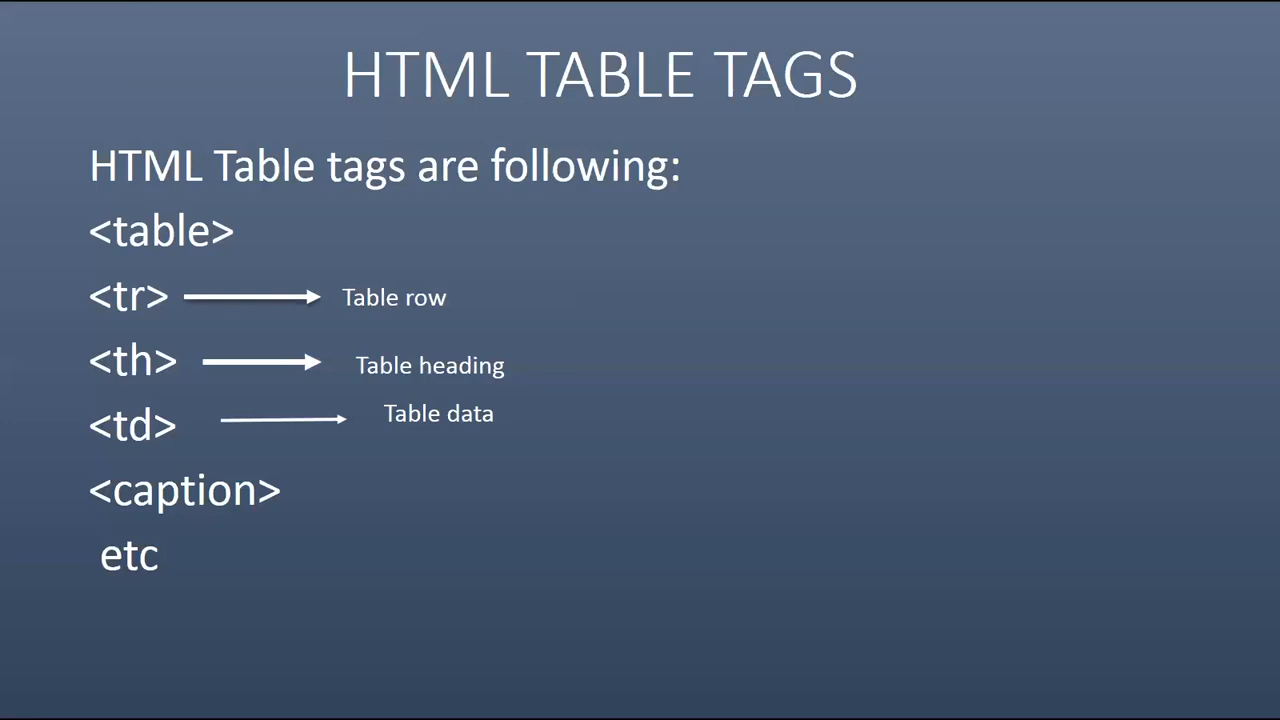 HTML TABLE TAGS
HTML Table tags are following:
<table>
<tr> Table row
<th> Table heading
<td> Table data
<caption>
etc